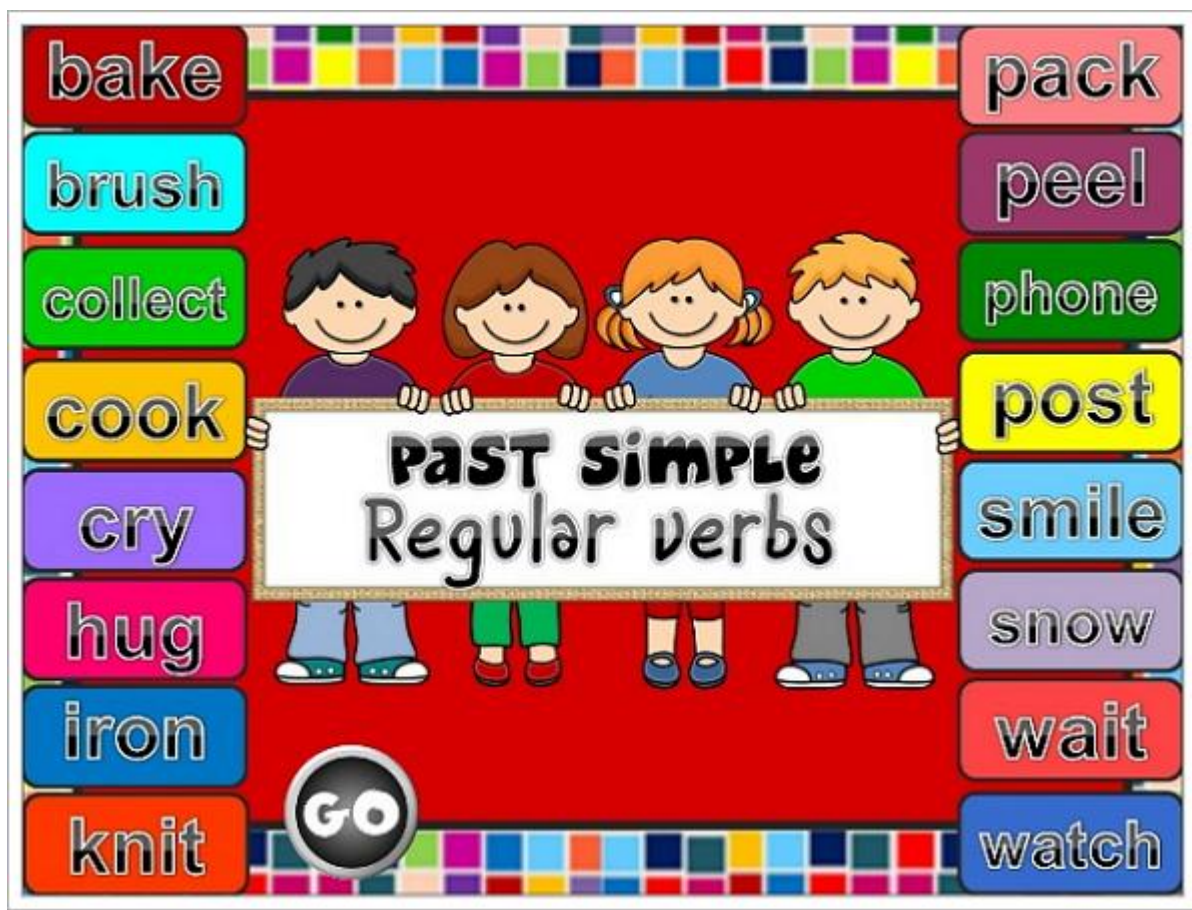 bake
brush
collect
cook
cry
hug
iron
knit
Past Simple
Regular verbs
GO
pack
peel
phone
post
smile
snow
wait
watch